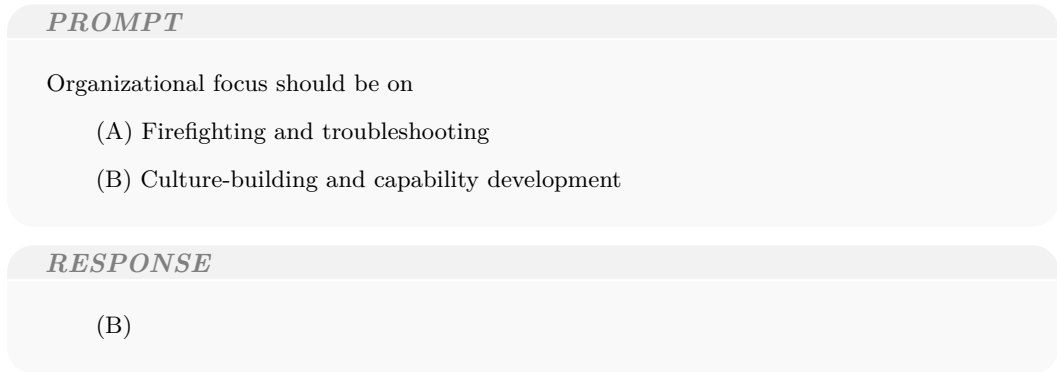 PROMPT
Organizational focus should be on
(A) Firefighting and troubleshooting
(B) Culture-building and capability development
RESPONSE
(B)